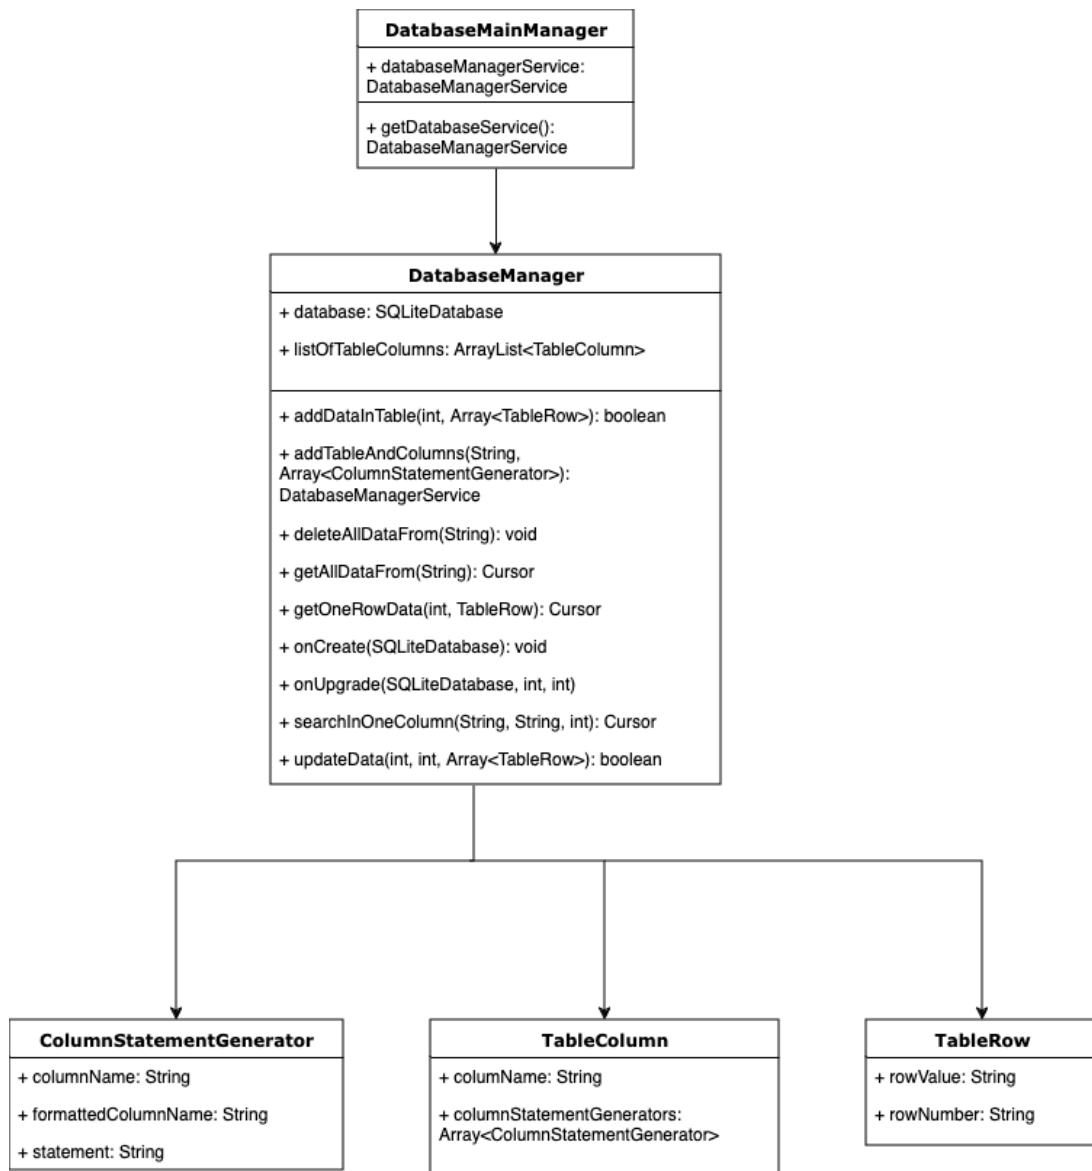 DatabaseMainManager
+ databaseManagerService:
DatabaseManagerService
+ getDatabaseService():
DatabaseManagerService
DatabaseManager
+ database: SQLiteDatabase
+ listOfTableColumns: ArrayList<TableColumn>
+ addDataInTable(int, Array<TableRow>): boolean
+ addTableAndColumns(String,
Array<ColumnStatementGenerator>):
DatabaseManagerService
+ deleteAllDataFrom(String): void
+ getAllDataFrom(String): Cursor
+ getOneRowData(int, TableRow): Cursor
+ onCreate(SQLiteDatabase): void
+ onUpgrade(SQLiteDatabase, int, int)
+ searchInOneColumn(String, String, int): Cursor
+ updateData(int, int, Array<TableRow>): boolean
ColumnStatementGenerator
+ columnName: String
+ formattedColumnName: String
+ statement: String
TableColumn
+ columName: String
+ columnStatementGenerators:
Array<ColumnStatementGenerator>
TableRow
+ rowValue: String
+ rowNumber: String